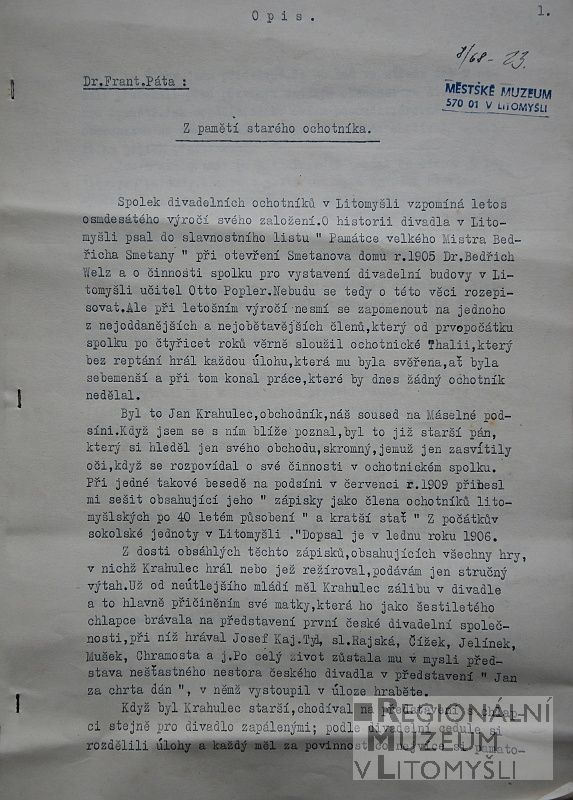 Opis.
1.
Dr.Frant.Páta :
MĚSTSKÉ MUZEUM
570 01 V LITOMYŠLI
Z pamětí starého ochotníka.
Spolek divadelních ochotníků v Litomyšli vzpomíná letos
osmdesátého výročí svého založení.O historii divadla v Lito-
myšli psal do slavnostního listu " Památce velkého Mistra Bed-
řicha Smetany " při otevření Smetanova domu r.1905 Dr.Bedřich
Welz a o činnosti spolku pro vystavení divadelní budovy v Li-
tomyšli učitel Otto Popler.Nebudu se tedy o této věci rozepi-
sovat.Ale při letošním výročí nesmí se zapomenout na jednoho
z nejoddanějších a nejobětavějších členů,který od prvopočátku
spolku po čtyřicet roků věrně sloužil ochotnické Thalii,který
bez reptání hrál každou úlohu,která mu byla svěřena,ať byla
sebemenší a při tom konal práce,které by dnes žádný ochotník
nedělal.
Byl to Jan Krahulec,obchodník,náš soused na Máselné pod-
síni.Když jsem se s ním blíže poznal,byl to již starší pán,
který si hleděl jen svého obchodu,skromný,jemuž jen zasvítily
oči,když se rozpovídal o své činnosti v ochotnickém spolku.
Při jedné takové besedě na podsíni v červenci r.1909 přinesl
mi sešit obsahující jeho " zápisky jako člena ochotníků lito-
myšlských po 40 letém působení " a kratší stať " Z počátkův
sokolské jednoty v Litomyšli ."Dopsal je v lednu roku 1906.
Z dosti obsáhlých těchto zápisků,obsahujících všechny hry,
v nichž Krahulec hrál nebo jež režíroval,podávám jen stručný
výtah.Už od neútlejšího mládí měl Krahulec zálibu v divadle
a to hlavně přičiněním své matky,která ho jako šestiletého
chlapce brávala na představení první české divadelní společ-
nosti,při níž hrával Josef Kaj.Tyl, sl.Rajská, Čížek, Jelínek,
Mušek, Chramosta a j.Po celý život zůstala mu v mysli před-
stava nešťastného nestora českého divadla v představení " Jan
za chrta dán ", v němž vystoupil v úloze hraběte.
Když byl Krahulec starší,chodíval na představení s chlap-
ci stejně pro divadlo zapálenými; podle divadelní cedule si
rozdělili úlohy a každý měl za povinnost co nejvíce si pamato-
REGIONÁLNÍ
MUZEUM
V LITOMYŠLI